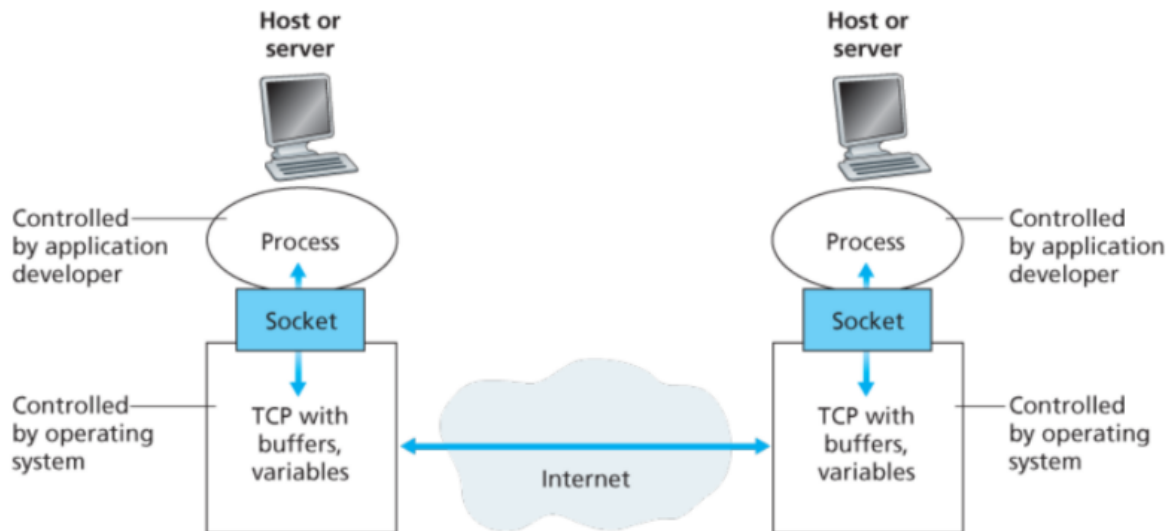 Host or
server
Host or
server
Controlled
by application
developer
Process
Process
Controlled
by application
developer
Socket
Socket
Controlled
by operating
system
TCP with
buffers,
variables
Internet
TCP with
buffers,
variables
Controlled
by operating
system